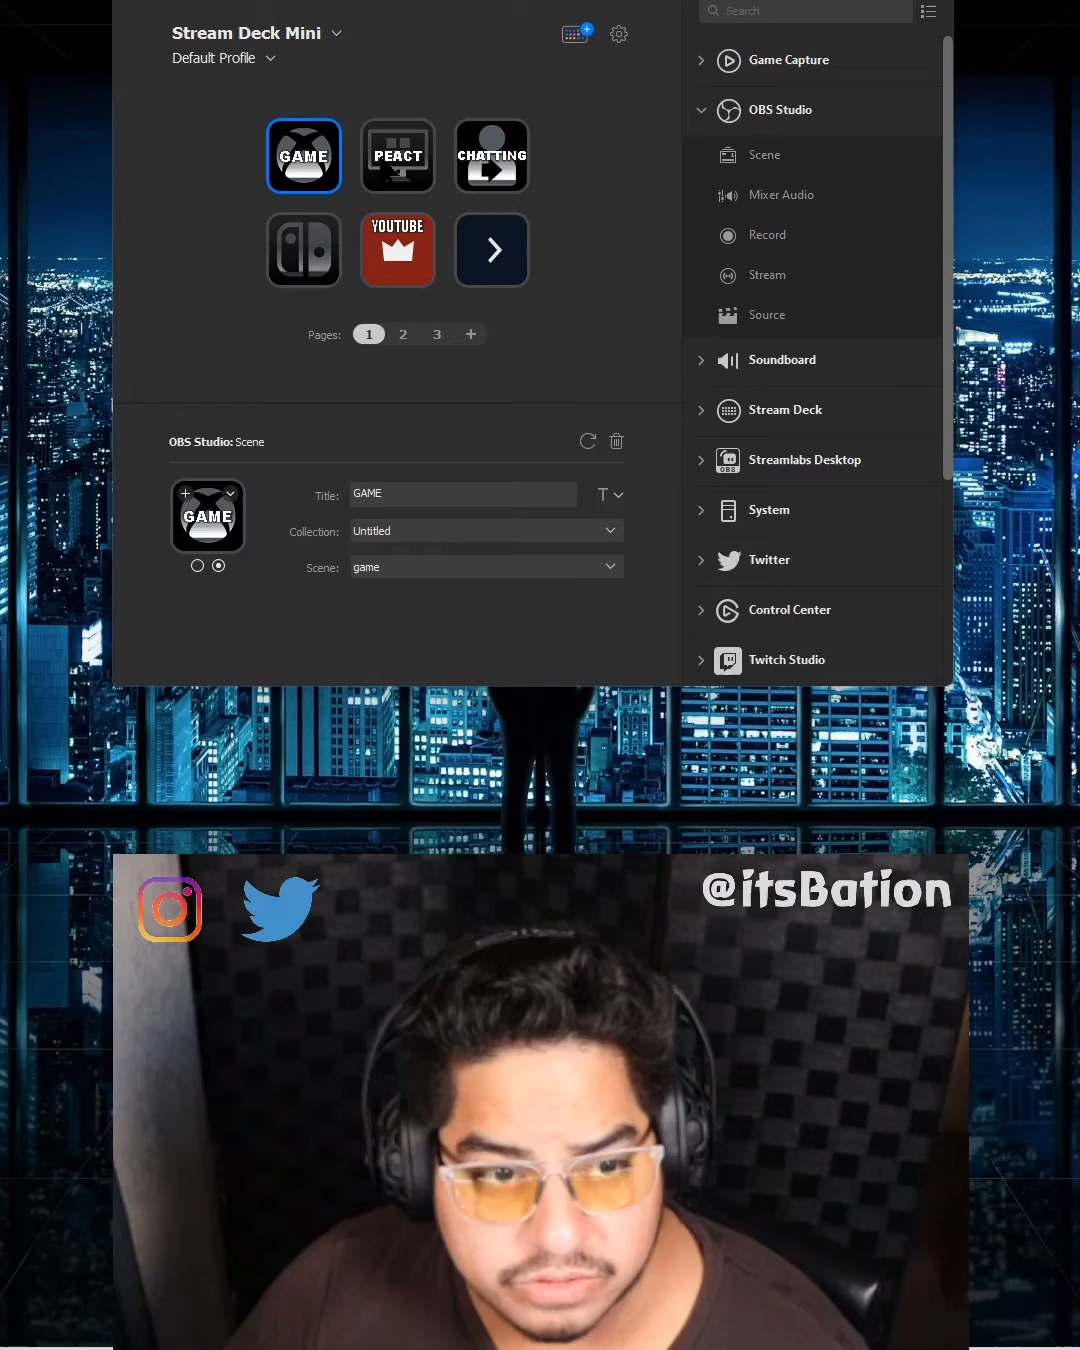 Stream Deck Mini
Default Profile
Search
Game Capture
OBS Studio
Scene
Mixer Audio
Record
Stream
Source
Soundboard
Stream Deck
Streamlabs Desktop
OBS
System
Twitter
Control Center
Twitch Studio
GAME
PEACT
CHATTING
YOUTUBE
Pages: 1 2 3 +
OBS Studio: Scene
GAME
Title: GAME
T
Collection: Untitled
Scene: game
@itsBation